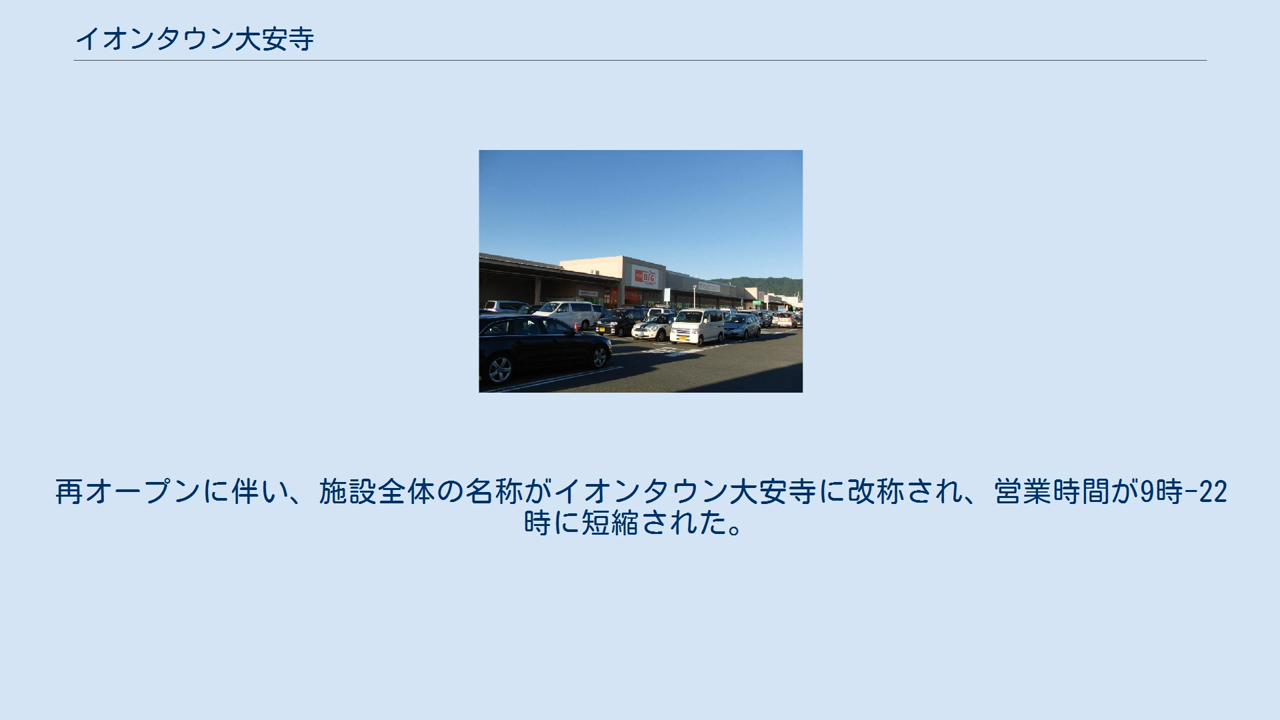 イオンタウン大安寺
BIG
再オープンに伴い、施設全体の名称がイオンタウン大安寺に改称され、営業時間が9時-22
時に短縮された。